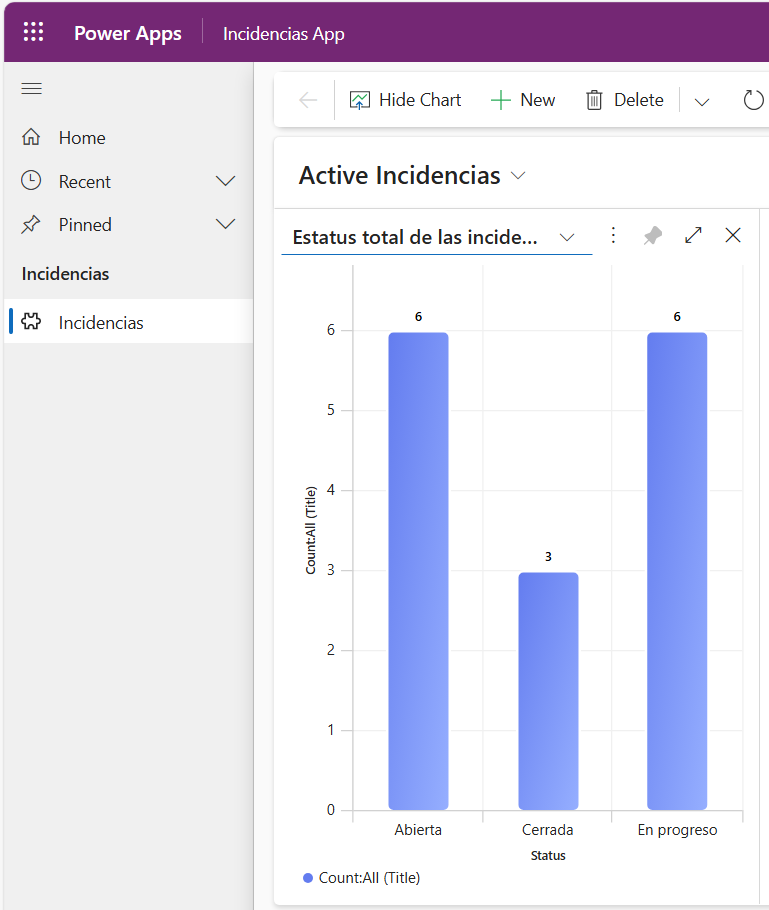 Power Apps
Incidencias App
Home
Recent
Pinned
Incidencias
Incidencias
Hide Chart
New
Delete
Active Incidencias
Estatus total de las incide...
6
6
3
6
5
4
3
2
1
0
Count:All (Title)
Abierta
Cerrada
En progreso
Status
Count:All (Title)